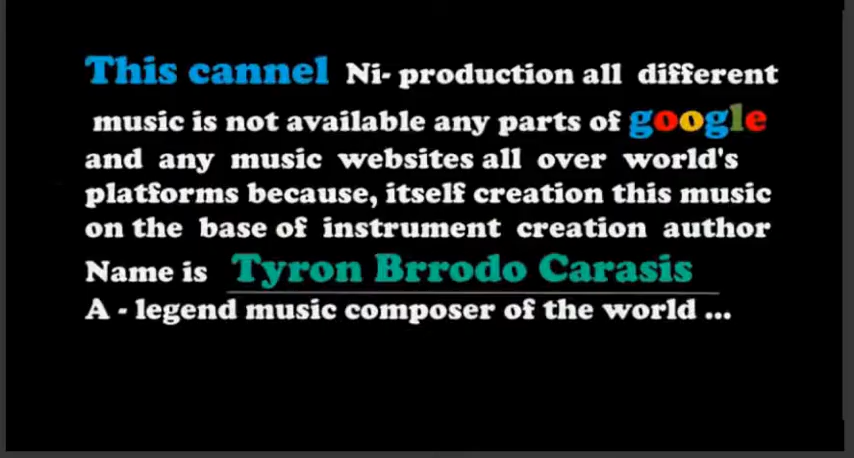 This cannel Ni- production all different
music is not available any parts of google
and any music websites all over world's
platforms because, itself creation this music
on the base of instrument creation author
Name is Tyron Brrodo Carasis
A - legend music composer of the world ...